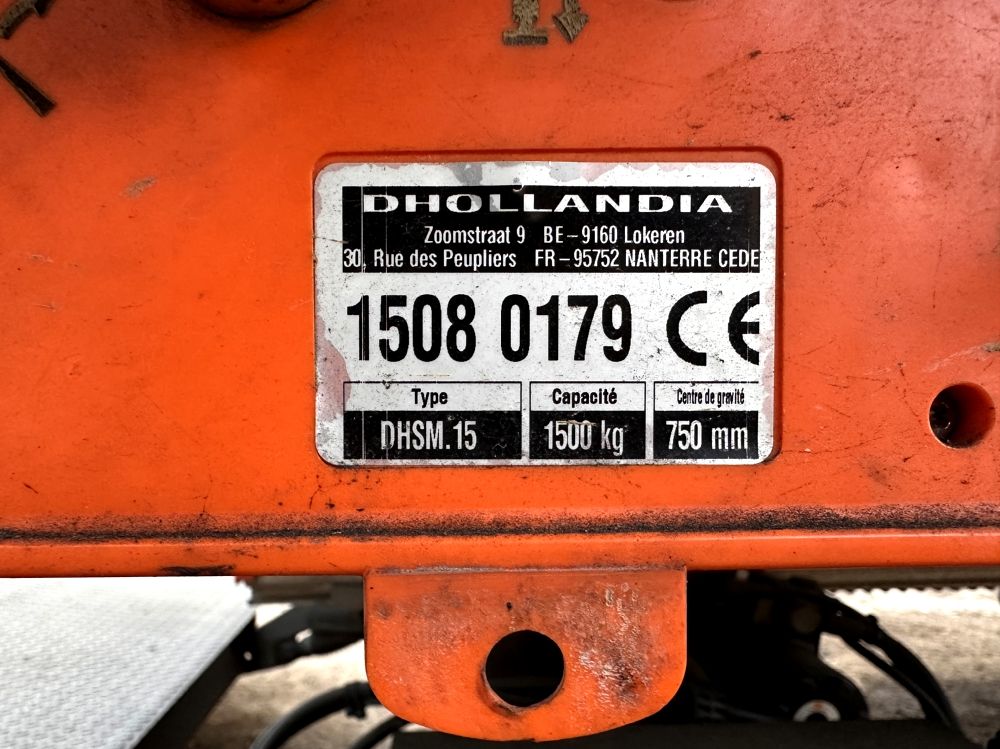 DHOLLANDIA
Zoomstraat 9 BE-9160 Lokeren
30, Rue des Peupliers FR-95752 NANTERRE CEDE
1508 0179 CE
Type Capacité Centre de gravité
DHSM.15 1500 kg 750 mm